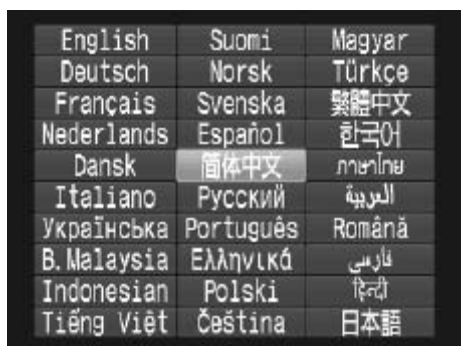 English Suomi Magyar
Deutsch Norsk Türkçe
Français Svenska 繁體中文
Nederlands Español 한국어
Dansk 简体中文 ภาษาไทย
Italiano Русский العربية
Українська Português Română
B.Malaysia Ελληνικά فارسی
Indonesian Polski हिन्दी
Tiếng Việt Čeština 日本語